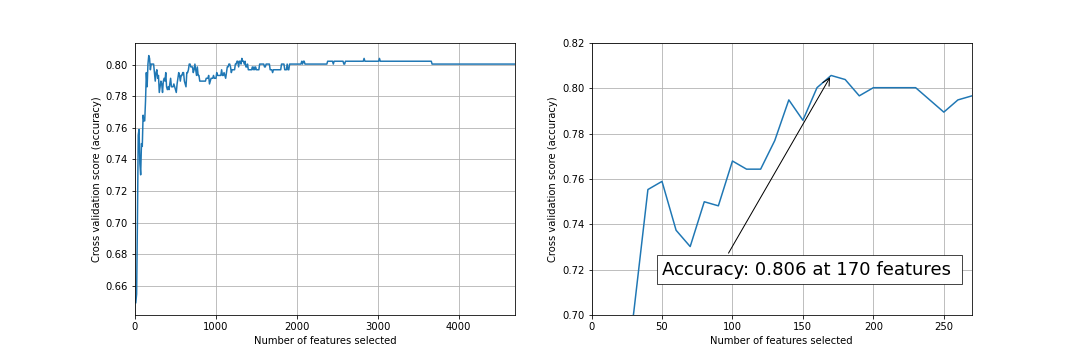 0.80
0.78
0.76
0.74
0.72
0.70
0.68
0.66
Cross validation score (accuracy)
0 1000 2000 3000 4000
Number of features selected
0.82
0.80
0.78
0.76
0.74
0.72
0.70
Cross validation score (accuracy)
Accuracy: 0.806 at 170 features
0 50 100 150 200 250
Number of features selected